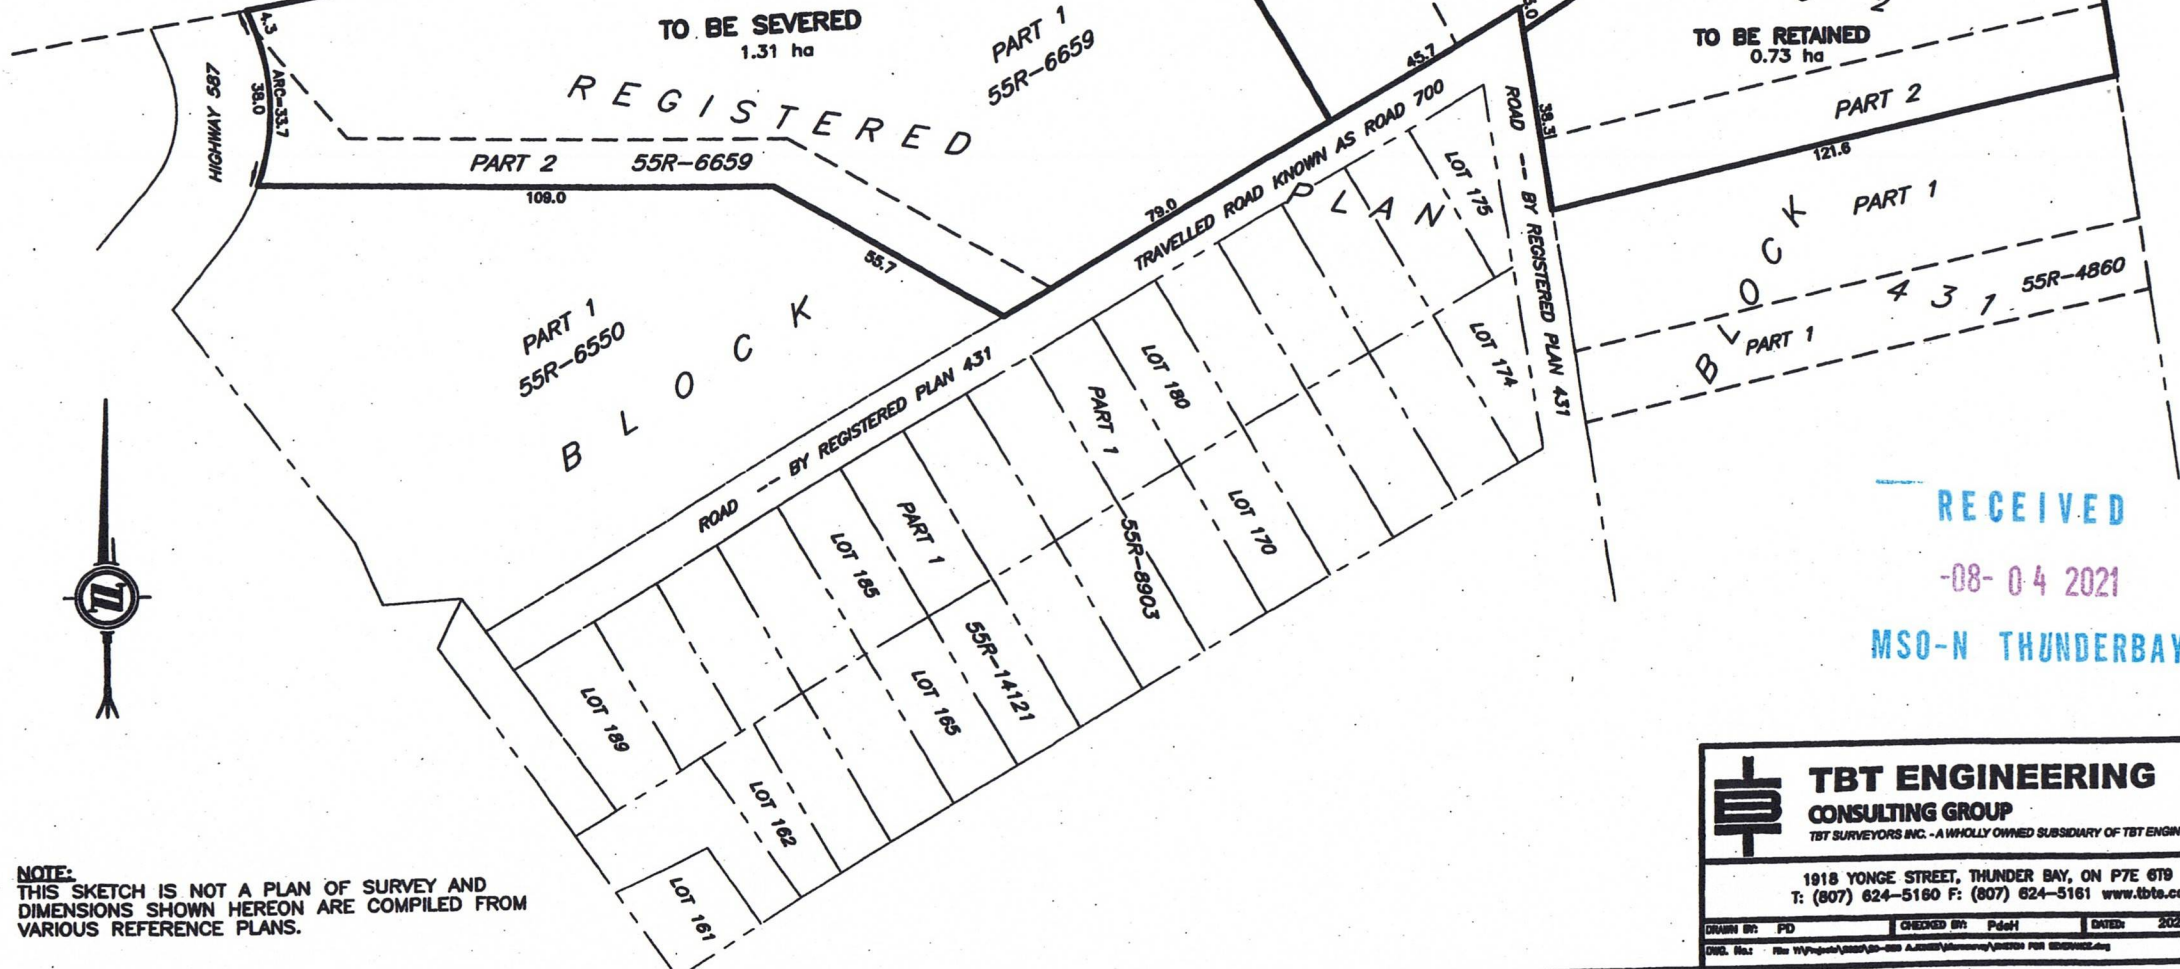 TO BE SEVERED
1.31 ha
PART 1
55R-6659
REGISTERED
TO BE RETAINED
0.73 ha
2
PART 2
4.3
ARC=33.7
38.0
HIGHWAY 587
PART 2 55R-6659
109.0
55.7
79.0
45.7
38.3
121.6
TRAVELLED ROAD KNOWN AS ROAD 700
ROAD -- BY REGISTERED PLAN 431
PLAN
PART 1
BLOCK
431
55R-4860
PART 1
PART 1
55R-6550
BLOCK
ROAD --- BY REGISTERED PLAN 431
LOT 175
LOT 174
LOT 180
PART 1
LOT 170
55R-8903
PART 1
LOT 185
55R-14121
LOT 165
LOT 189
LOT 162
LOT 161
RECEIVED
-08- 04 2021
MSO-N THUNDERBAY
NOTE:
THIS SKETCH IS NOT A PLAN OF SURVEY AND
DIMENSIONS SHOWN HEREON ARE COMPILED FROM
VARIOUS REFERENCE PLANS.
TBT ENGINEERING
CONSULTING GROUP
TBT SURVEYORS INC. - A WHOLLY OWNED SUBSIDIARY OF TBT ENGIN
1918 YONGE STREET, THUNDER BAY, ON P7E 6T9
T: (807) 624-5160 F: (807) 624-5161 www.tbte.c
DRAWN BY: PD CHECKED BY: PdeH DATED: 202
DWG. No.: